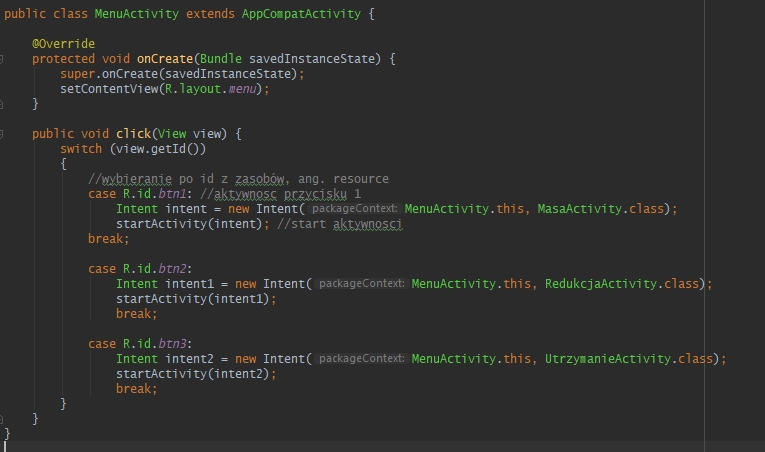 public class MenuActivity extends AppCompatActivity {
@Override
protected void onCreate(Bundle savedInstanceState) {
super.onCreate(savedInstanceState);
setContentView(R.layout.menu);
}
public void click(View view) {
switch (view.getId())
{
//wybieranie po id z zasobów, ang. resource
case R.id.btn1: //aktywnosc przycisku 1
Intent intent = new Intent( packageContext: MenuActivity.this, MasaActivity.class);
startActivity(intent); //start aktywnosci
break;
case R.id.btn2:
Intent intent1 = new Intent( packageContext: MenuActivity.this, RedukcjaActivity.class);
startActivity(intent1);
break;
case R.id.btn3:
Intent intent2 = new Intent( packageContext: MenuActivity.this, UtrzymanieActivity.class);
startActivity(intent2);
break;
}
}
}